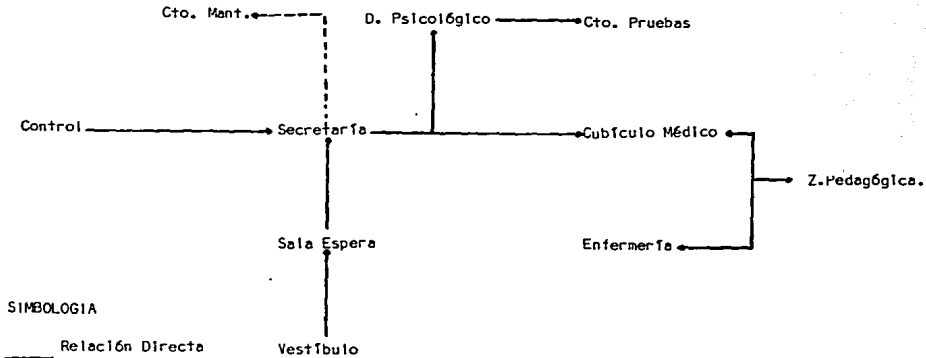 Cto. Mant. D. Psicológico Cto. Pruebas
Control Secretaría Cubículo Médico
Z.Pedagógica.
Sala Espera Enfermería
SIMBOLOGIA
Relación Directa Vestíbulo